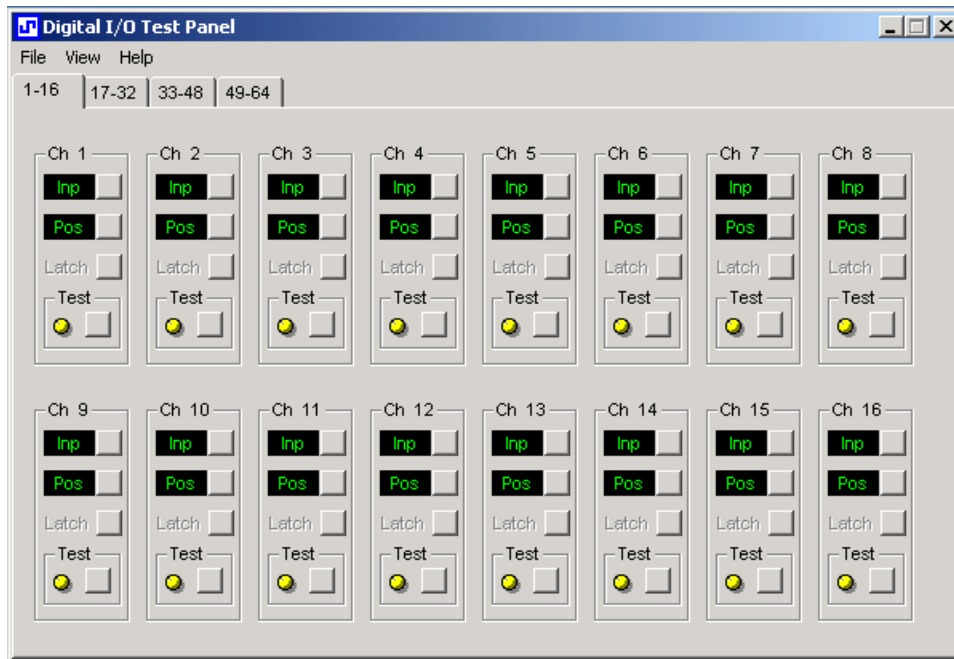 Digital I/O Test Panel
File View Help
1-16 17-32 33-48 49-64
Ch 1 Ch 2 Ch 3 Ch 4 Ch 5 Ch 6 Ch 7 Ch 8
Inp Inp Inp Inp Inp Inp Inp Inp
Pos Pos Pos Pos Pos Pos Pos Pos
Latch Latch Latch Latch Latch Latch Latch Latch
Test Test Test Test Test Test Test Test
Ch 9 Ch 10 Ch 11 Ch 12 Ch 13 Ch 14 Ch 15 Ch 16
Inp Inp Inp Inp Inp Inp Inp Inp
Pos Pos Pos Pos Pos Pos Pos Pos
Latch Latch Latch Latch Latch Latch Latch Latch
Test Test Test Test Test Test Test Test